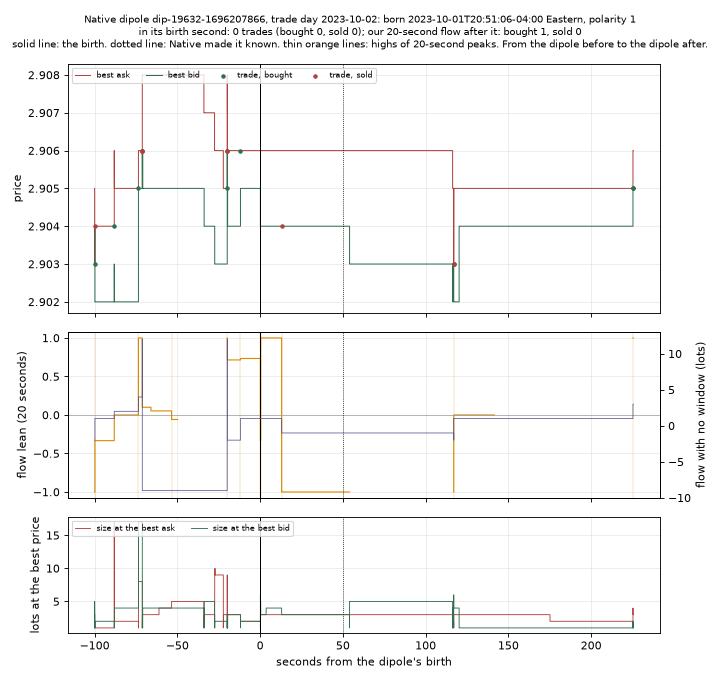 Native dipole dip-19632-1696207866, trade day 2023-10-02: born 2023-10-01T20:51:06-04:00 Eastern, polarity 1
in its birth second: 0 trades (bought 0, sold 0); our 20-second flow after it: bought 1, sold 0
solid line: the birth. dotted line: Native made it known. thin orange lines: highs of 20-second peaks. From the dipole before to the dipole after.
best ask
best bid
trade, bought
trade, sold
2.908
2.907
2.906
2.905
2.904
2.903
2.902
price
1.0
0.5
0.0
−0.5
−1.0
flow lean (20 seconds)
10
5
0
−5
−10
flow with no window (lots)
size at the best ask
size at the best bid
15
10
5
lots at the best price
−100
−50
0
50
100
150
200
seconds from the dipole's birth